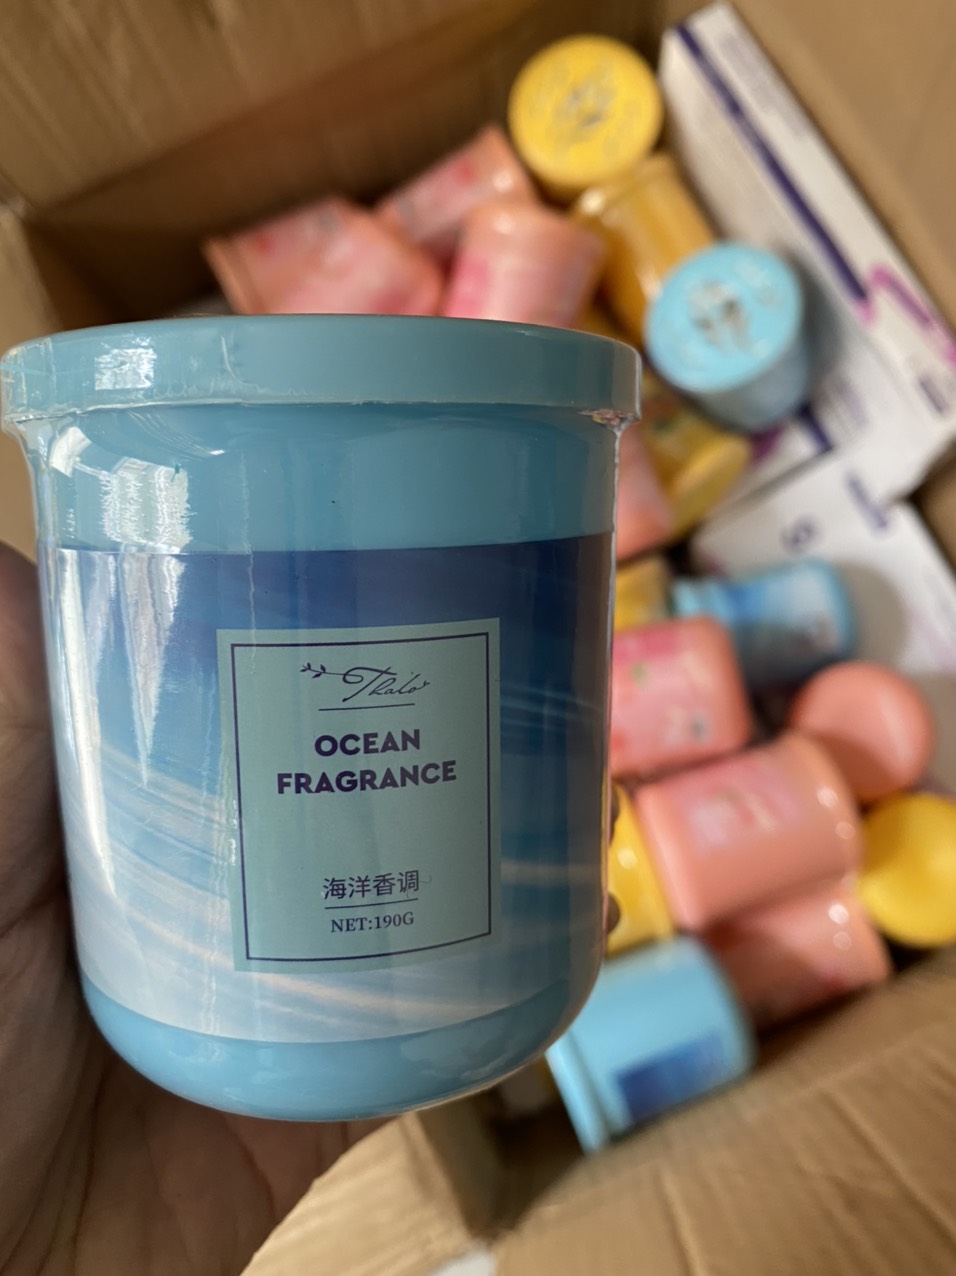 Thalo
OCEAN
FRAGRANCE
海洋香调
NET:190G